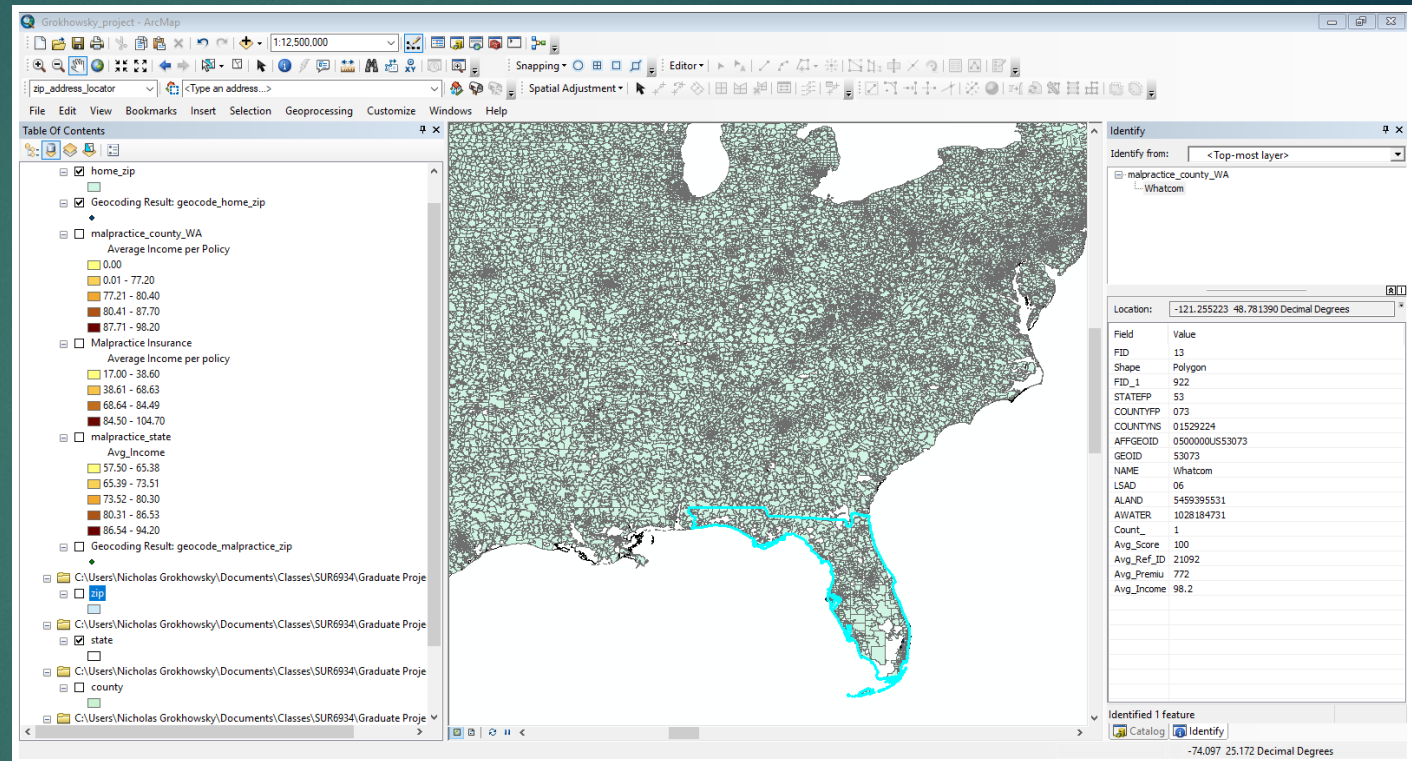 Grokhowsky_project - ArcMap
1:12,500,000
Snapping Editor
zip_address_locator <Type an address...> Spatial Adjustment
File Edit View Bookmarks Insert Selection Geoprocessing Customize Windows Help
Table Of Contents
home_zip
Geocoding Result: geocode_home_zip
malpractice_county_WA
Average Income per Policy
0.00
0.01 - 77.20
77.21 - 80.40
80.41 - 87.70
87.71 - 98.20
Malpractice Insurance
Average Income per policy
17.00 - 38.60
38.61 - 68.63
68.64 - 84.49
84.50 - 104.70
malpractice_state
Avg_Income
57.50 - 65.38
65.39 - 73.51
73.52 - 80.30
80.31 - 86.53
86.54 - 94.20
Geocoding Result: geocode_malpractice_zip
C:\Users\Nicholas Grokhowsky\Documents\Classes\SUR6934\Graduate Proje
zip
C:\Users\Nicholas Grokhowsky\Documents\Classes\SUR6934\Graduate Proje
state
C:\Users\Nicholas Grokhowsky\Documents\Classes\SUR6934\Graduate Proje
county
C:\Users\Nicholas Grokhowsky\Documents\Classes\SUR6934\Graduate Proje
Identify
Identify from: <Top-most layer>
malpractice_county_WA
Whatcom
Location: -121.255223 48.781390 Decimal Degrees
Field Value
FID 13
Shape Polygon
FID_1 922
STATEFP 53
COUNTYFP 073
COUNTYNS 01529224
AFFGEOID 0500000US53073
GEOID 53073
NAME Whatcom
LSAD 06
ALAND 5459395531
AWATER 1028184731
Count_ 1
Avg_Score 100
Avg_Ref_ID 21092
Avg_Premiu 772
Avg_Income 98.2
Identified 1 feature
Catalog Identify
-74.097 25.172 Decimal Degrees